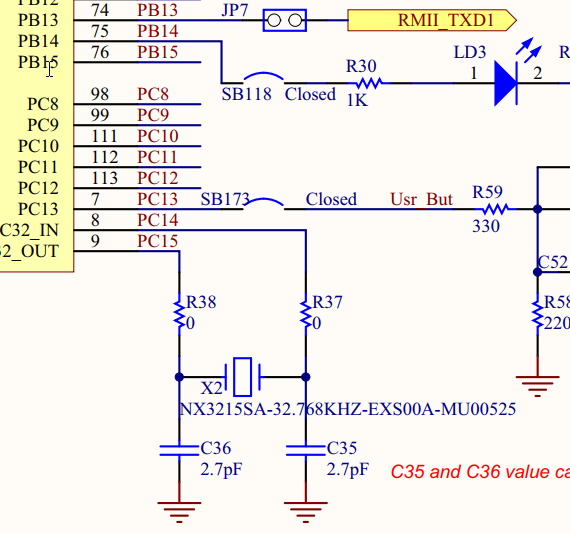 PB13 74 PB13 JP7 RMII_TXD1
PB14 75 PB14
PB15 76 PB15
LD3
R30
1 2
SB118 Closed 1K
PC8 98 PC8
PC9 99 PC9
PC10 111 PC10
PC11 112 PC11
PC12 113 PC12
PC13 7 PC13 SB173 Closed Usr_But R59
330
C32_IN 8 PC14
32_OUT 9 PC15
C52
R38 R37 R58
0 0 220
X2
NX3215SA-32.768KHZ-EXS00A-MU00525
C36 C35
2.7pF 2.7pF
C35 and C36 value ca